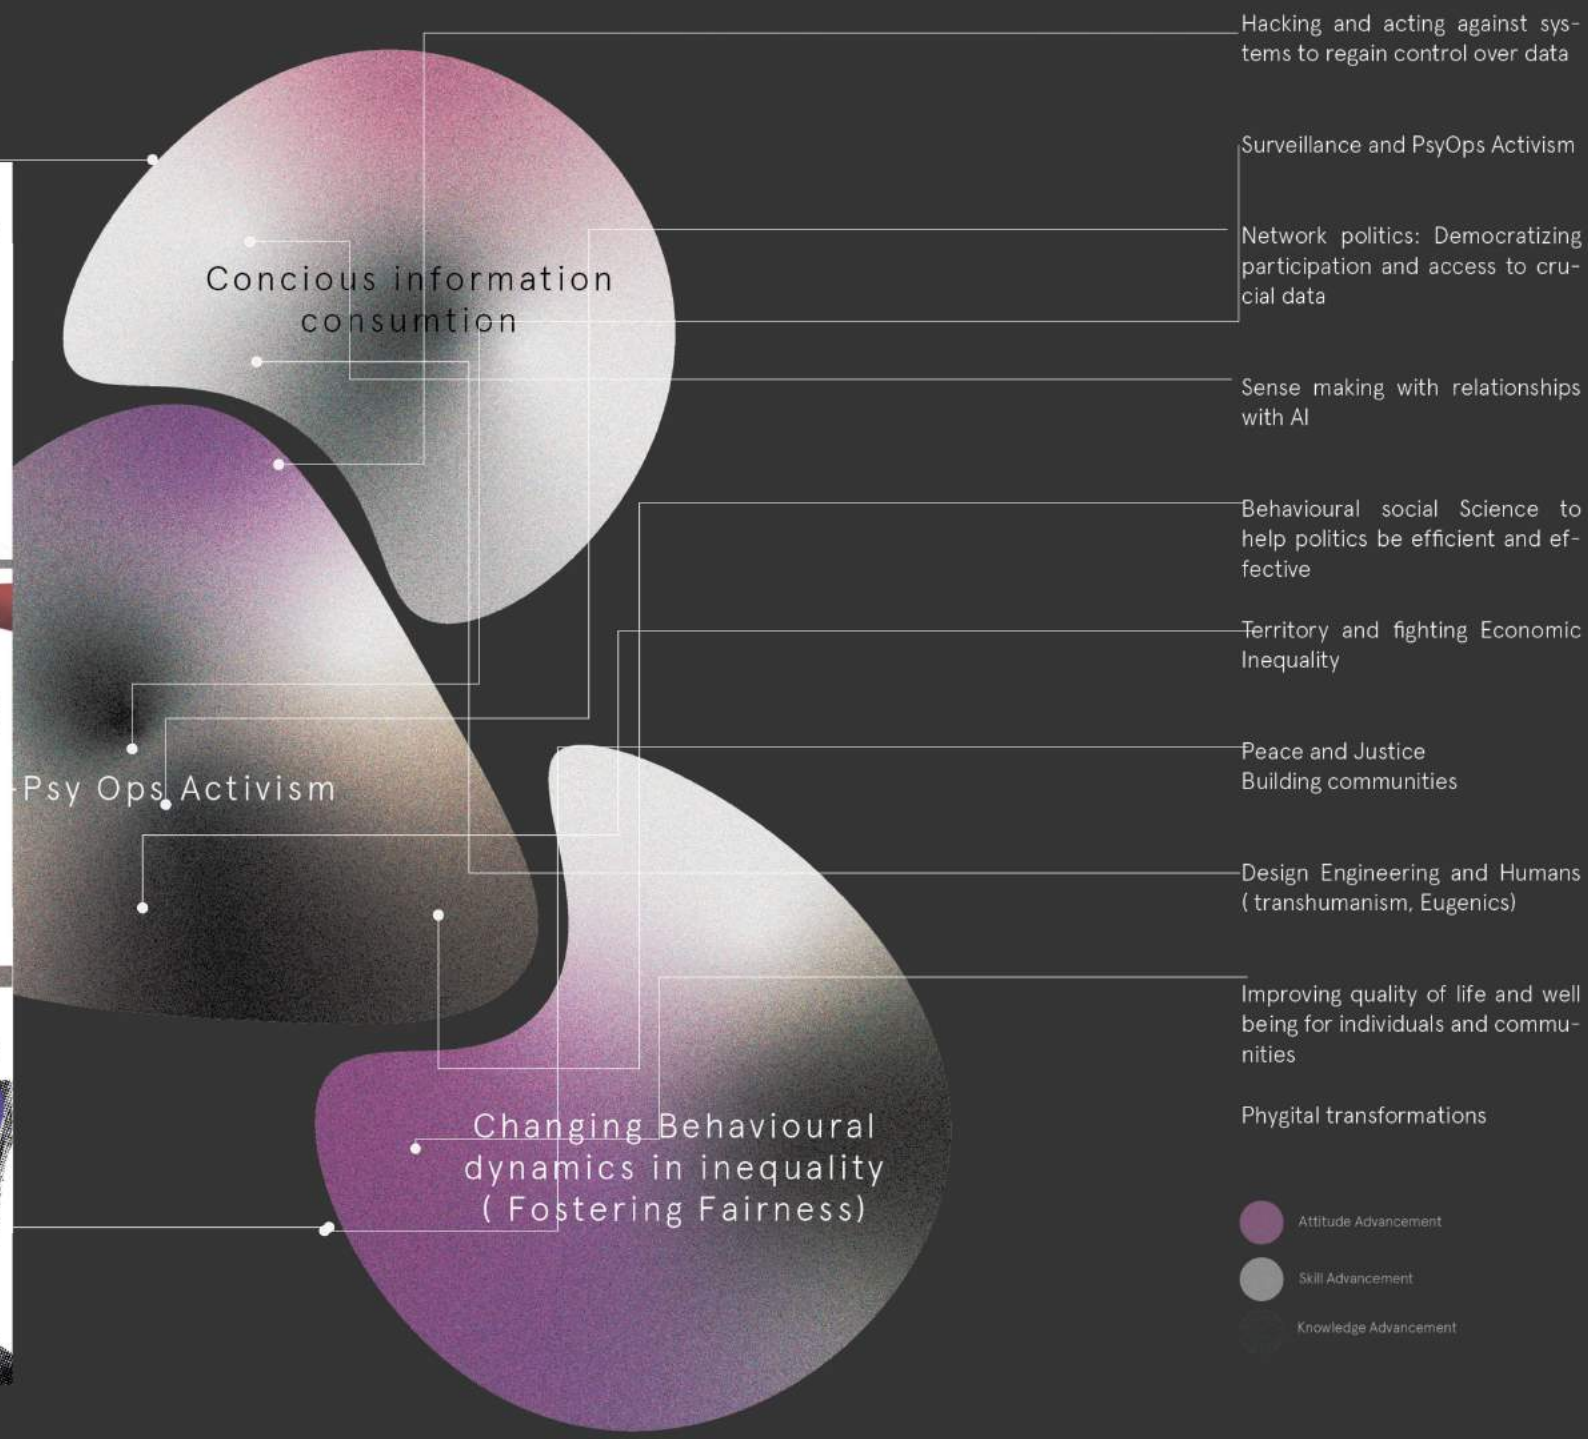 Concious information
consumtion
-Psy Ops Activism
Changing Behavioural
dynamics in inequality
( Fostering Fairness)
Hacking and acting against sys-
tems to regain control over data
Surveillance and PsyOps Activism
Network politics: Democratizing
participation and access to cru-
cial data
Sense making with relationships
with AI
Behavioural social Science to
help politics be efficient and ef-
fective
Territory and fighting Economic
Inequality
Peace and Justice
Building communities
Design Engineering and Humans
( transhumanism, Eugenics)
Improving quality of life and well
being for individuals and commu-
nities
Phygital transformations
Attitude Advancement
Skill Advancement
Knowledge Advancement